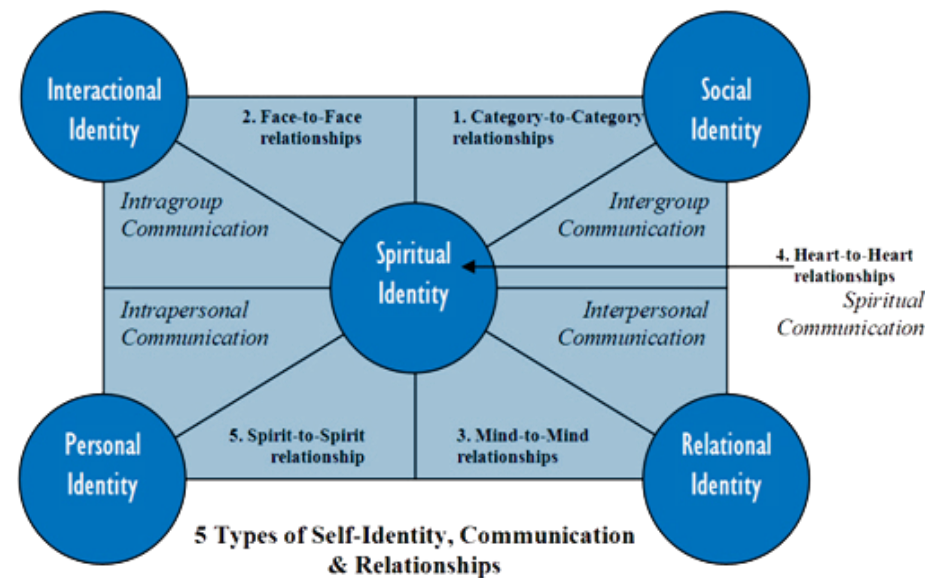 Interactional
Identity
2. Face-to-Face
relationships
1. Category-to-Category
relationships
Social
Identity
Intragroup
Communication
Intergroup
Communication
Spiritual
Identity
4. Heart-to-Heart
relationships
Spiritual
Communication
Intrapersonal
Communication
Interpersonal
Communication
Personal
Identity
5. Spirit-to-Spirit
relationship
3. Mind-to-Mind
relationships
Relational
Identity
5 Types of Self-Identity, Communication
& Relationships